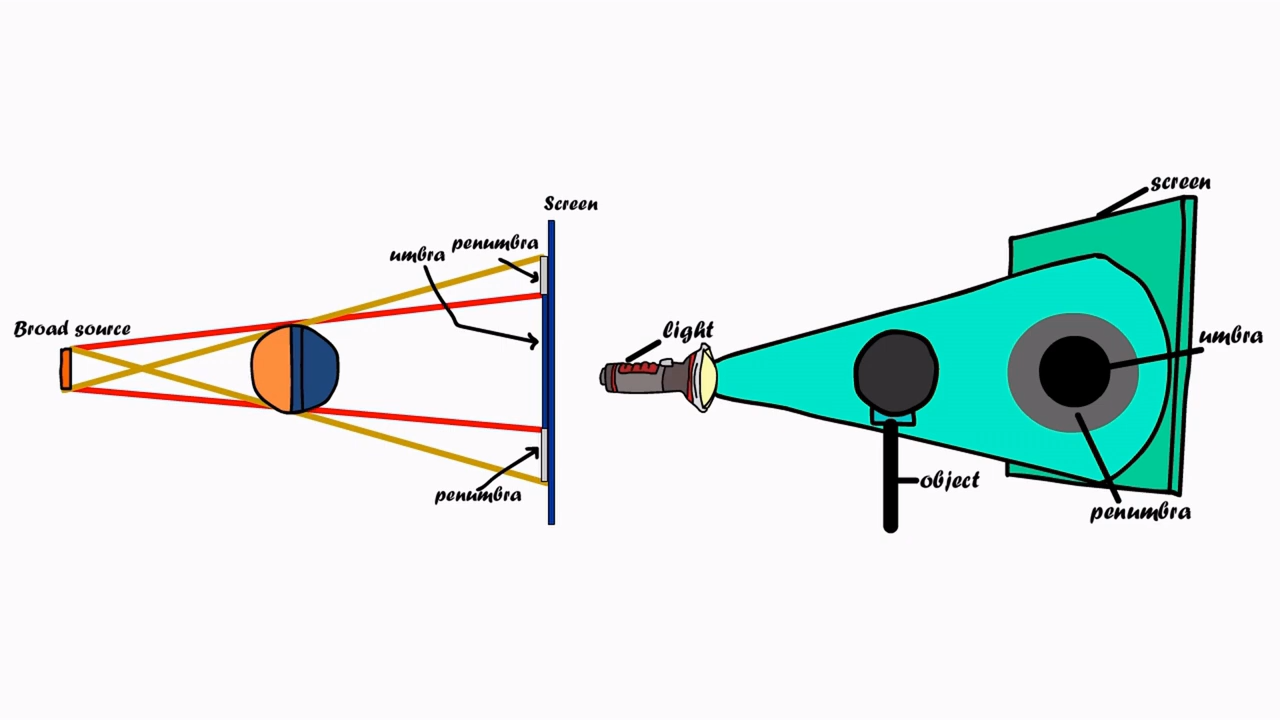 Screen
penumbra
umbra
Broad source
penumbra
screen
light
umbra
object
penumbra